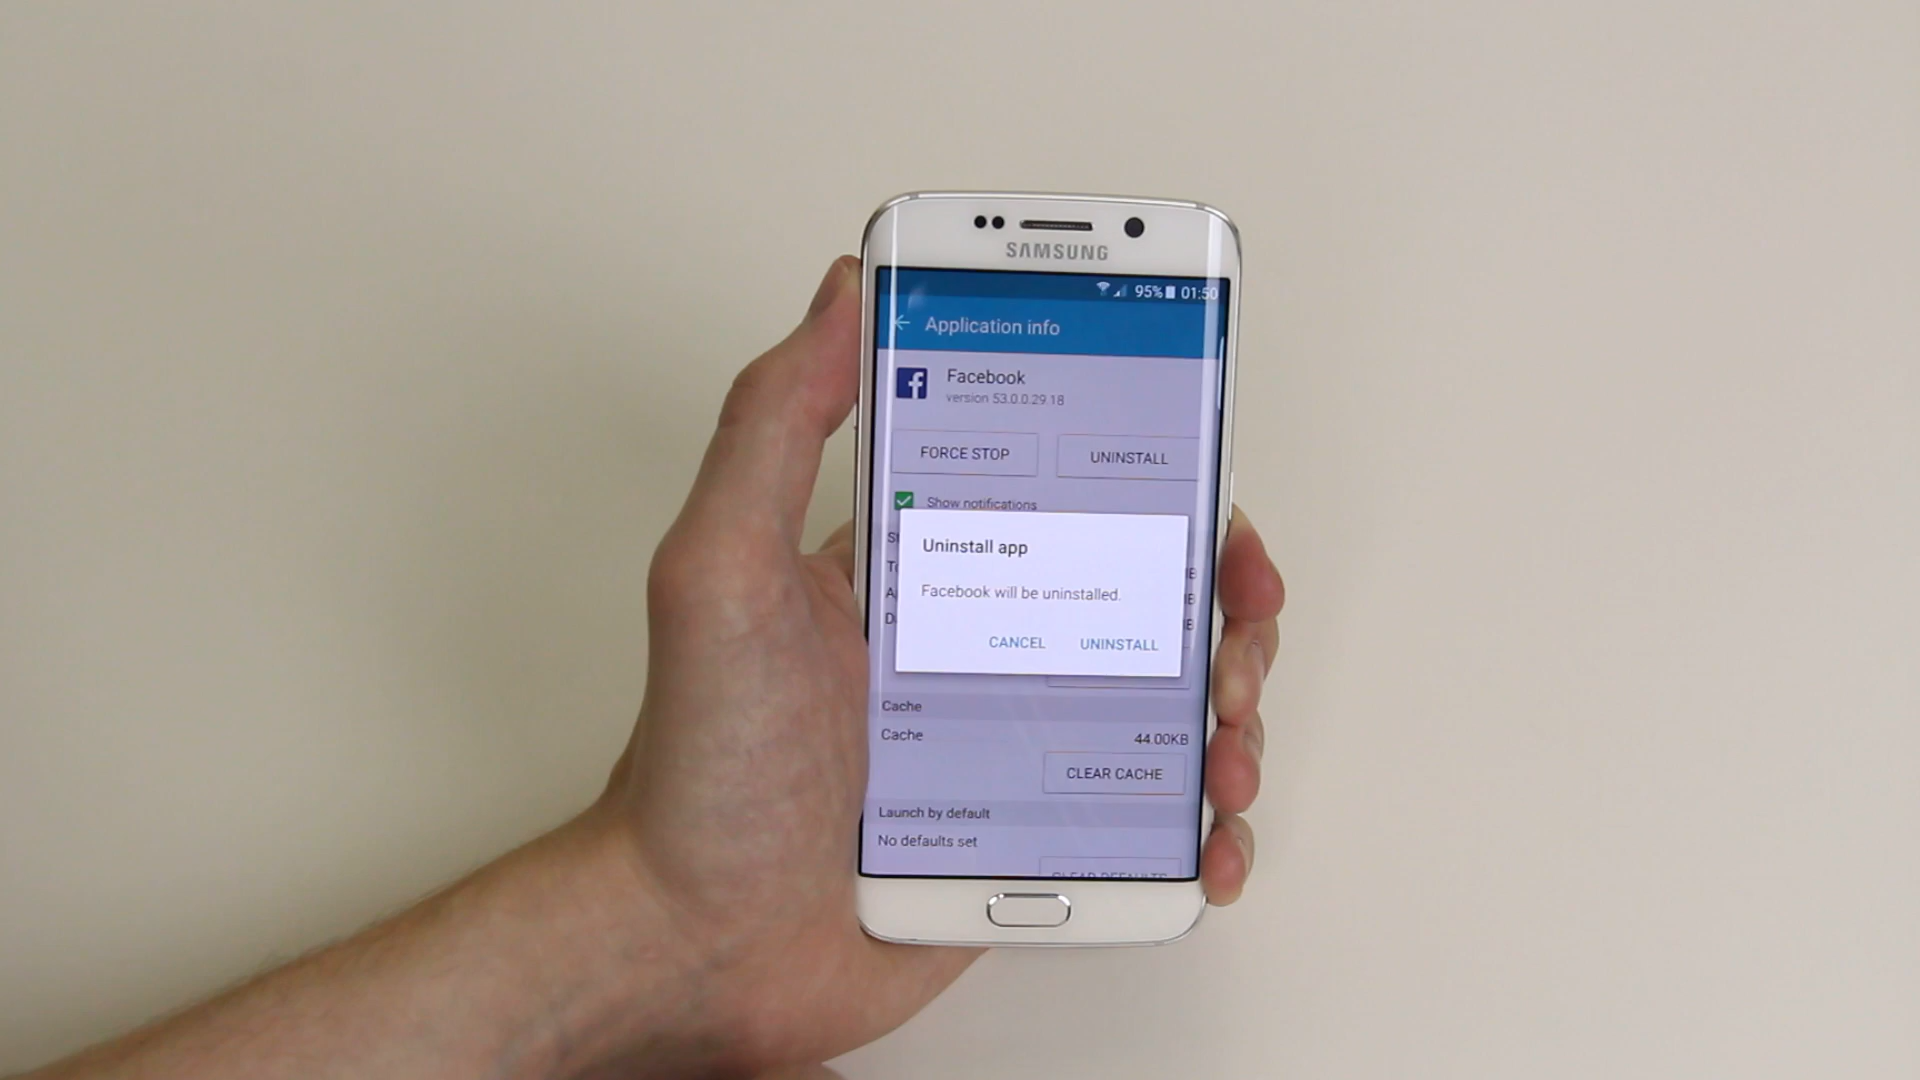 SAMSUNG
95% 01:50
Application info
Facebook
version 53.0.0.29.18
FORCE STOP
UNINSTALL
Show notifications
Uninstall app
Facebook will be uninstalled.
CANCEL
UNINSTALL
Cache
Cache
44.00KB
CLEAR CACHE
Launch by default
No defaults set
CLEAR DEFAULTS